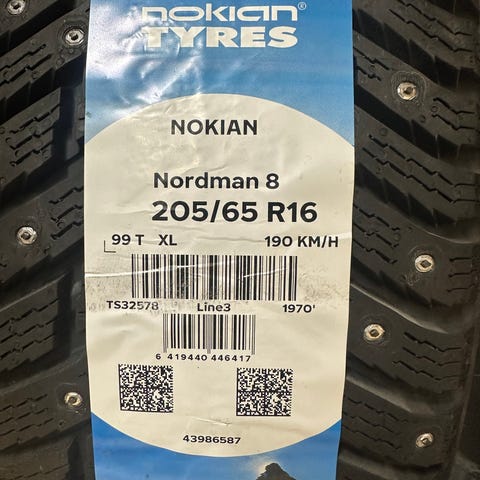 nokian®
TYRES
NOKIAN
Nordman 8
205/65 R16
99 T XL 190 KM/H
TS32578 Line3 1970'
6 419440 446417
43986587